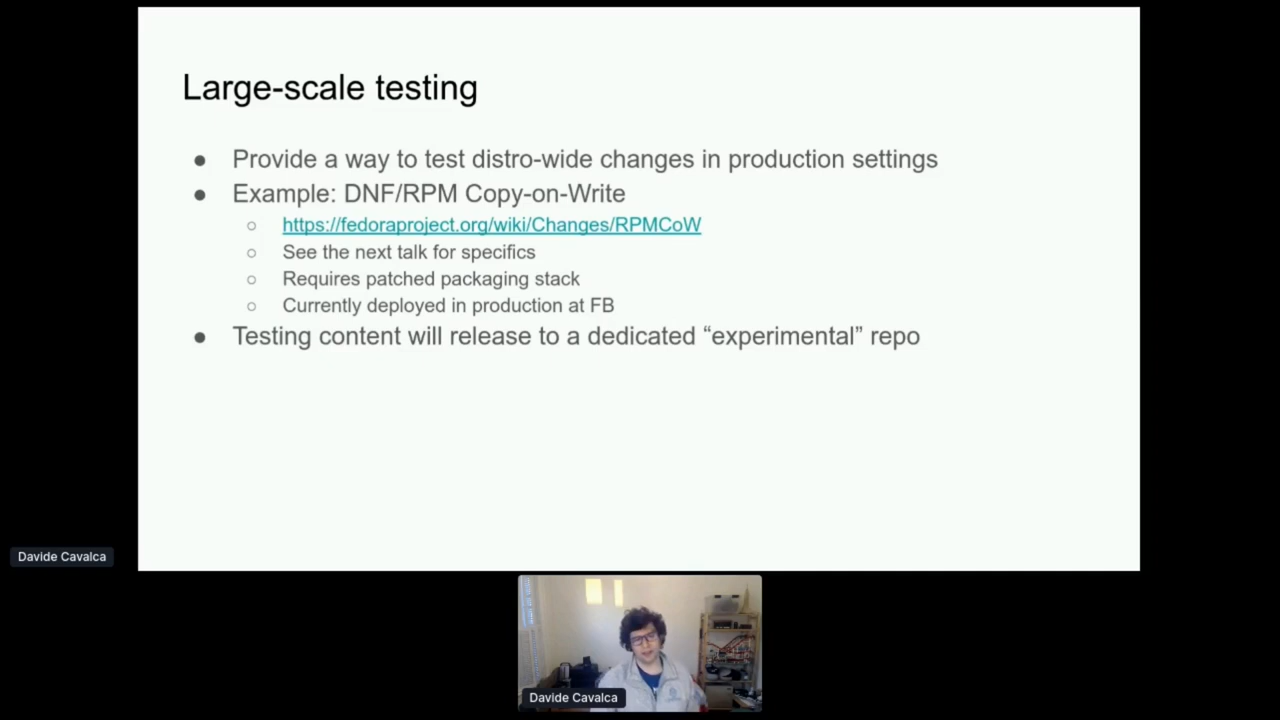 Large-scale testing
● Provide a way to test distro-wide changes in production settings
● Example: DNF/RPM Copy-on-Write
○ https://fedoraproject.org/wiki/Changes/RPMCoW
○ See the next talk for specifics
○ Requires patched packaging stack
○ Currently deployed in production at FB
● Testing content will release to a dedicated “experimental” repo
Davide Cavalca
Davide Cavalca